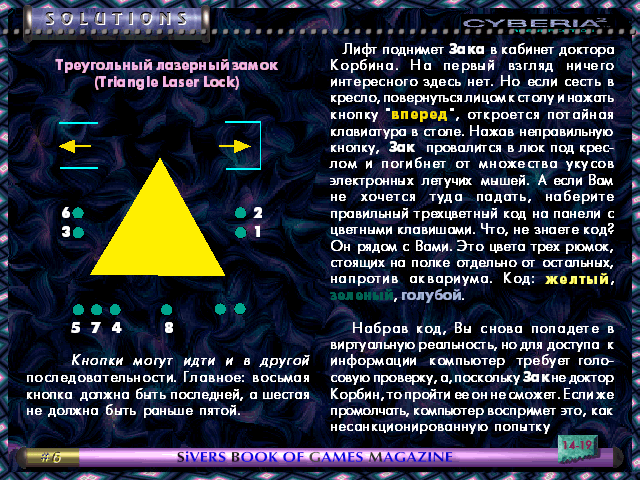 SOLUTIONS
CYBERIA²
Треугольный лазерный замок
(Triangle Laser Lock)
6 2
3 1
5 7 4 8
Кнопки могут идти и в другой
последовательности. Главное: восьмая
кнопка должна быть последней, а шестая
не должна быть раньше пятой.
Лифт поднимет Зака в кабинет доктора
Корбина. На первый взгляд ничего
интересного здесь нет. Но если сесть в
кресло, повернуться лицом к столу и нажать
кнопку "вперед", откроется потайная
клавиатура в столе. Нажав неправильную
кнопку, Зак провалится в люк под крес-
лом и погибнет от множества укусов
электронных летучих мышей. А если Вам
не хочется туда падать, наберите
правильный трехцветный код на панели с
цветными клавишами. Что, не знаете код?
Он рядом с Вами. Это цвета трех рюмок,
стоящих на полке отдельно от остальных,
напротив аквариума. Код: желтый,
зеленый, голубой.
Набрав код, Вы снова попадете в
виртуальную реальность, но для доступа к
информации компьютер требует голо-
совую проверку, а, поскольку Зак не доктор
Корбин, то пройти ее он не сможет. Если же
промолчать, компьютер воспримет это, как
несанкционированную попытку
#6
SiVERS BOOK OF GAMES MAGAZINE
14-19